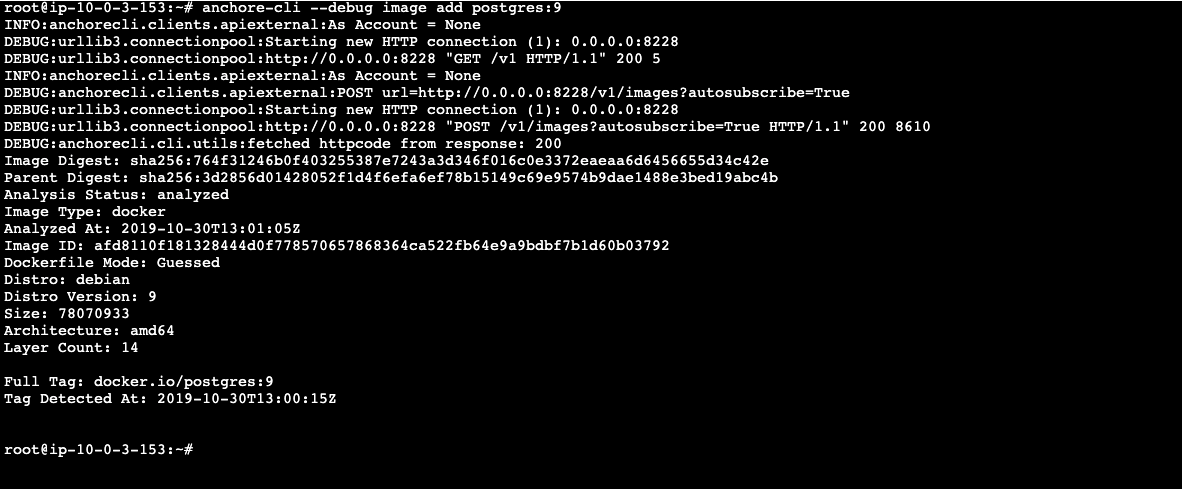 root@ip-10-0-3-153:~# anchore-cli --debug image add postgres:9
INFO:anchorecli.clients.apiexternal:As Account = None
DEBUG:urllib3.connectionpool:Starting new HTTP connection (1): 0.0.0.0:8228
DEBUG:urllib3.connectionpool:http://0.0.0.0:8228 "GET /v1 HTTP/1.1" 200 5
INFO:anchorecli.clients.apiexternal:As Account = None
DEBUG:anchorecli.clients.apiexternal:POST url=http://0.0.0.0:8228/v1/images?autosubscribe=True
DEBUG:urllib3.connectionpool:Starting new HTTP connection (1): 0.0.0.0:8228
DEBUG:urllib3.connectionpool:http://0.0.0.0:8228 "POST /v1/images?autosubscribe=True HTTP/1.1" 200 8610
DEBUG:anchorecli.cli.utils:fetched httpcode from response: 200
Image Digest: sha256:764f31246b0f403255387e7243a3d346f016c0e3372eaeaa6d6456655d34c42e
Parent Digest: sha256:3d2856d01428052f1d4f6efa6ef78b15149c69e9574b9dae1488e3bed19abc4b
Analysis Status: analyzed
Image Type: docker
Analyzed At: 2019-10-30T13:01:05Z
Image ID: afd8110f181328444d0f778570657868364ca522fb64e9a9bdbf7b1d60b03792
Dockerfile Mode: Guessed
Distro: debian
Distro Version: 9
Size: 78070933
Architecture: amd64
Layer Count: 14
Full Tag: docker.io/postgres:9
Tag Detected At: 2019-10-30T13:00:15Z
root@ip-10-0-3-153:~#